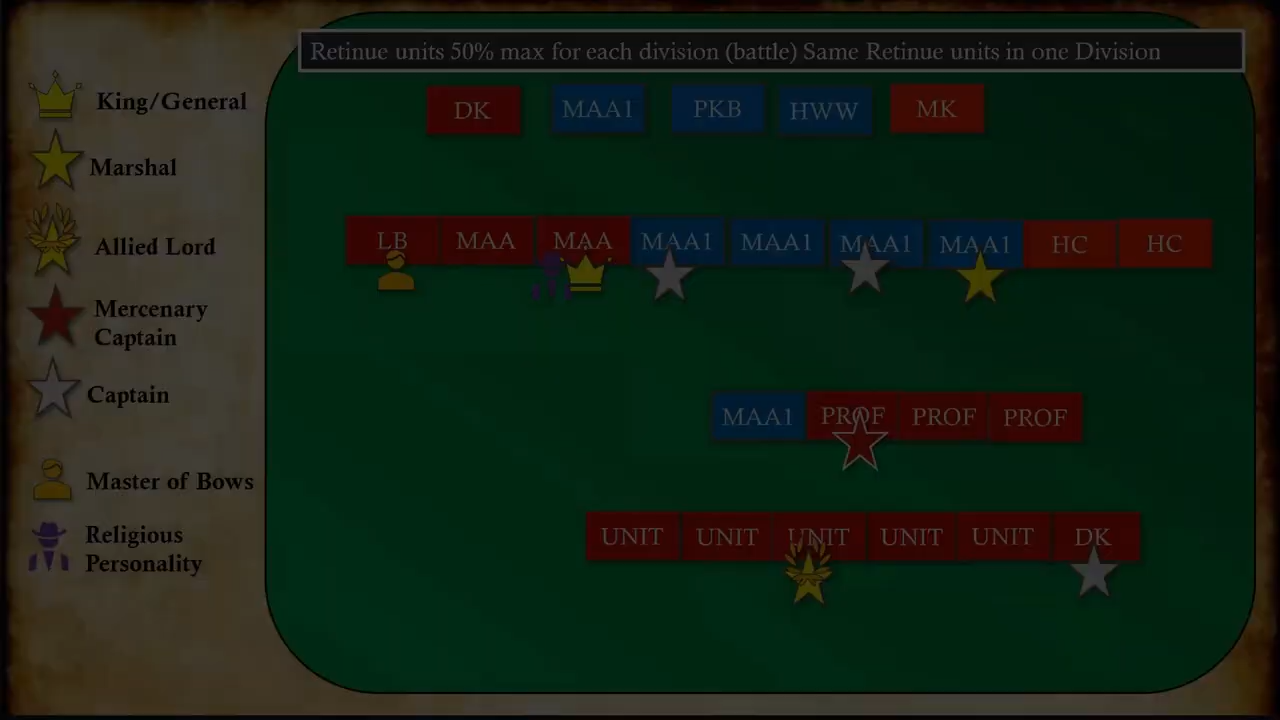 Retinue units 50% max for each division (battle) Same Retinue units in one Division
King/General
Marshal
Allied Lord
Mercenary
Captain
Captain
Master of Bows
Religious
Personality
DK MAA1 PKB HWW MK
LB MAA MAA MAA1 MAA1 MAA1 MAA1 HC HC
MAA1 PROF PROF PROF
UNIT UNIT UNIT UNIT UNIT DK